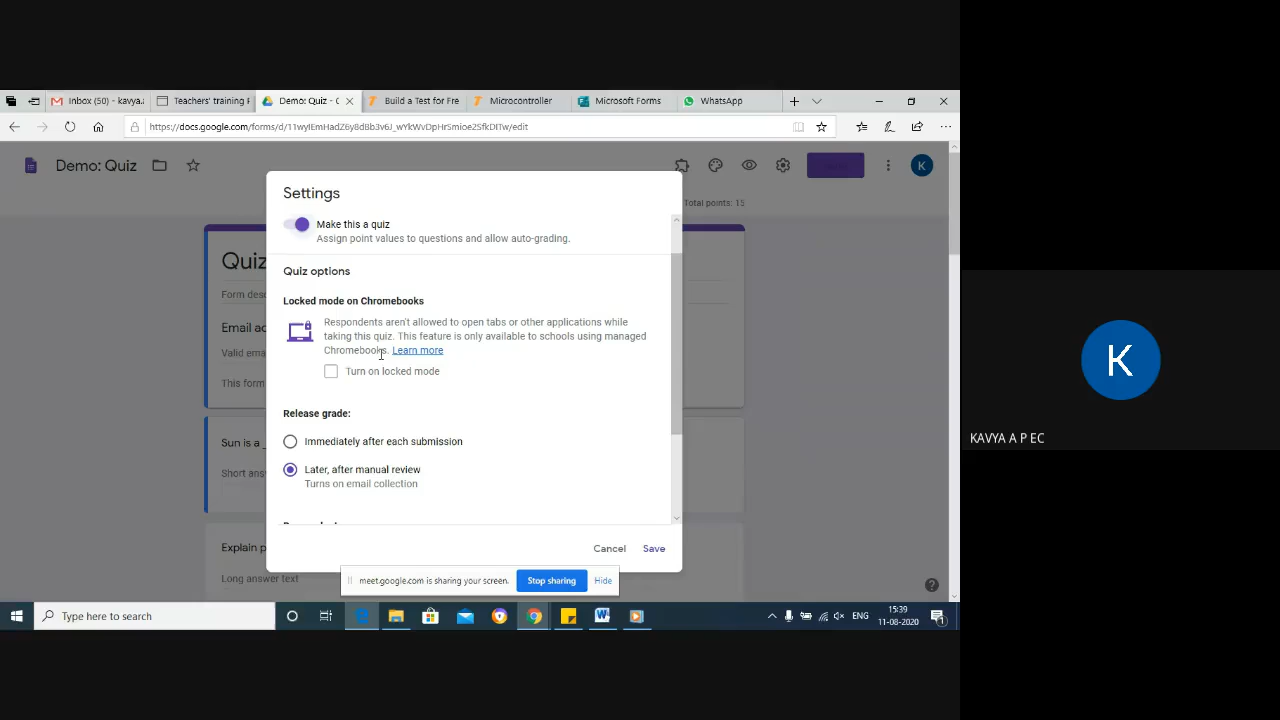 Inbox (50) - kavya.
Teachers' training
Demo: Quiz - G
Build a Test for Fre
Microcontroller
Microsoft Forms
WhatsApp
Demo: Quiz
K
Total points: 15
Settings
Make this a quiz
Assign point values to questions and allow auto-grading.
Quiz options
Locked mode on Chromebooks
Respondents aren't allowed to open tabs or other applications while
taking this quiz. This feature is only available to schools using managed
Chromebooks. Learn more
Turn on locked mode
Release grade:
Immediately after each submission
Later, after manual review
Turns on email collection
Cancel
Save
Quiz
Form des
Email ad
Valid ema
This form
Sun is a _
Short ans
Explain p
Long answer text
meet.google.com is sharing your screen.
Stop sharing
Hide
Type here to search
ENG
15:39
11-08-2020
K
KAVYA A P EC